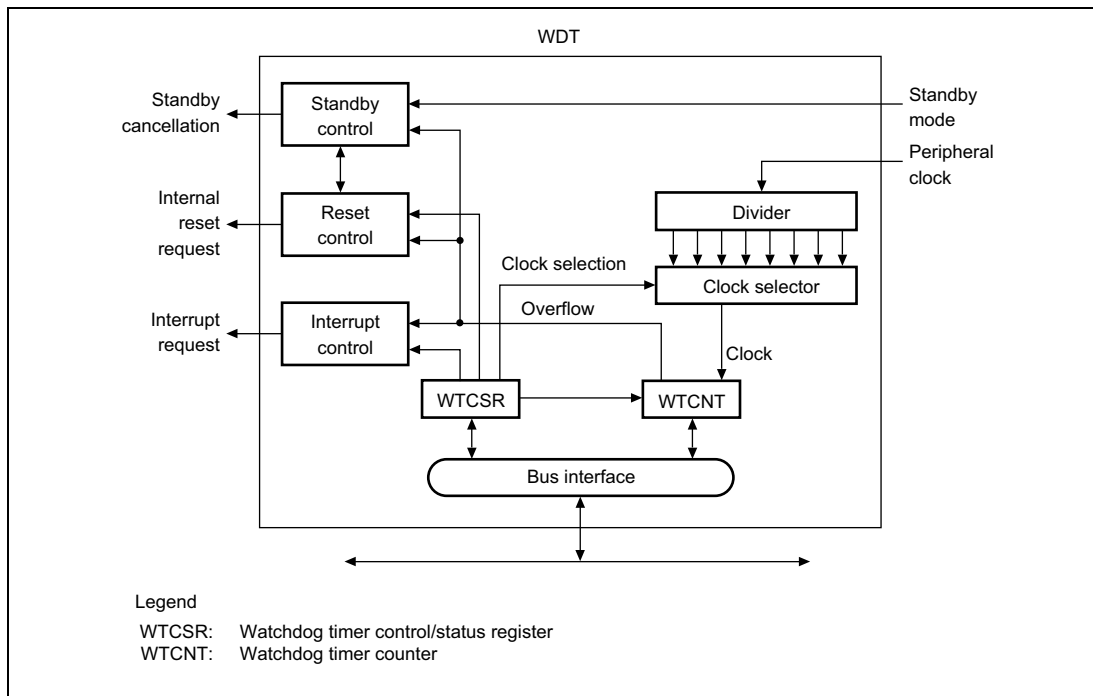 WDT
Standby
cancellation
Standby
control
Standby
mode
Peripheral
clock
Internal
reset
request
Reset
control
Divider
Clock selection
Clock selector
Overflow
Interrupt
request
Interrupt
control
Clock
WTCSR
WTCNT
Bus interface
Legend
WTCSR: Watchdog timer control/status register
WTCNT: Watchdog timer counter